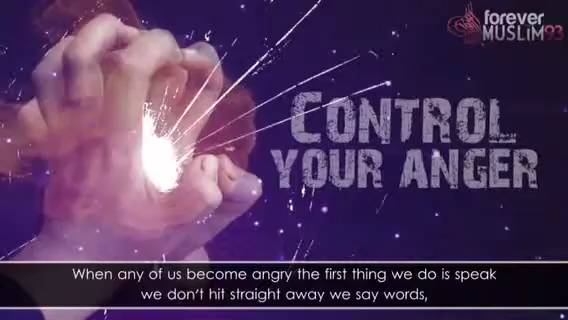 forever
MUSLiM93
CONTROL
YOUR ANGER
When any of us become angry the first thing we do is speak
we don't hit straight away we say words,